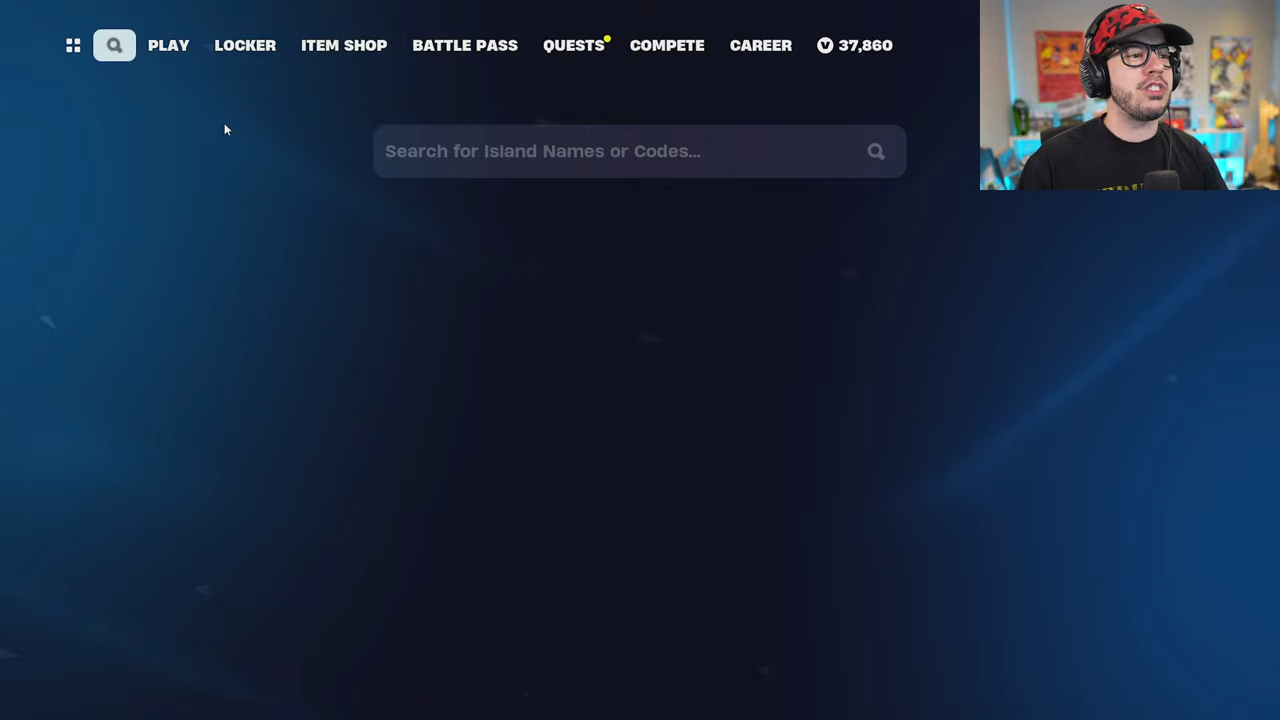 PLAY LOCKER ITEM SHOP BATTLE PASS QUESTS COMPETE CAREER V 37,860
Search for Island Names or Codes...